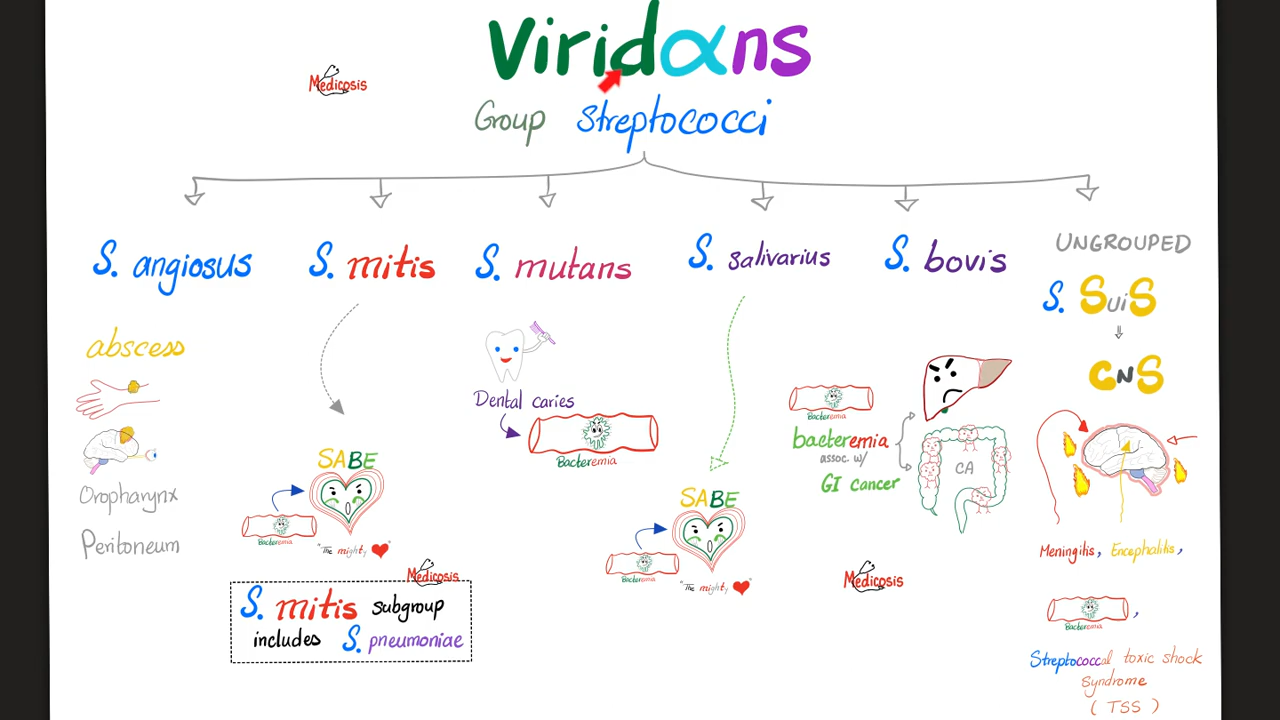 Viridαns
Medicosis
Group Streptococci
S. angiosus
S. mitis
S. mutans
S. salivarius
S. bovis
UNGROUPED
S. SuiS
CNS
abscess
Oropharynx
Peritoneum
SABE
Bacteremia
"The mighty ❤"
Medicosis
S. mitis subgroup
includes S. pneumoniae
Dental caries
Bacteremia
SABE
Bacteremia
"The mighty ❤"
Bacteremia
bacteremia
assoc. w/
GI cancer
CA
Medicosis
Meningitis, Encephalitis,
Bacteremia,
Streptococcal toxic shock
Syndrome
( TSS )